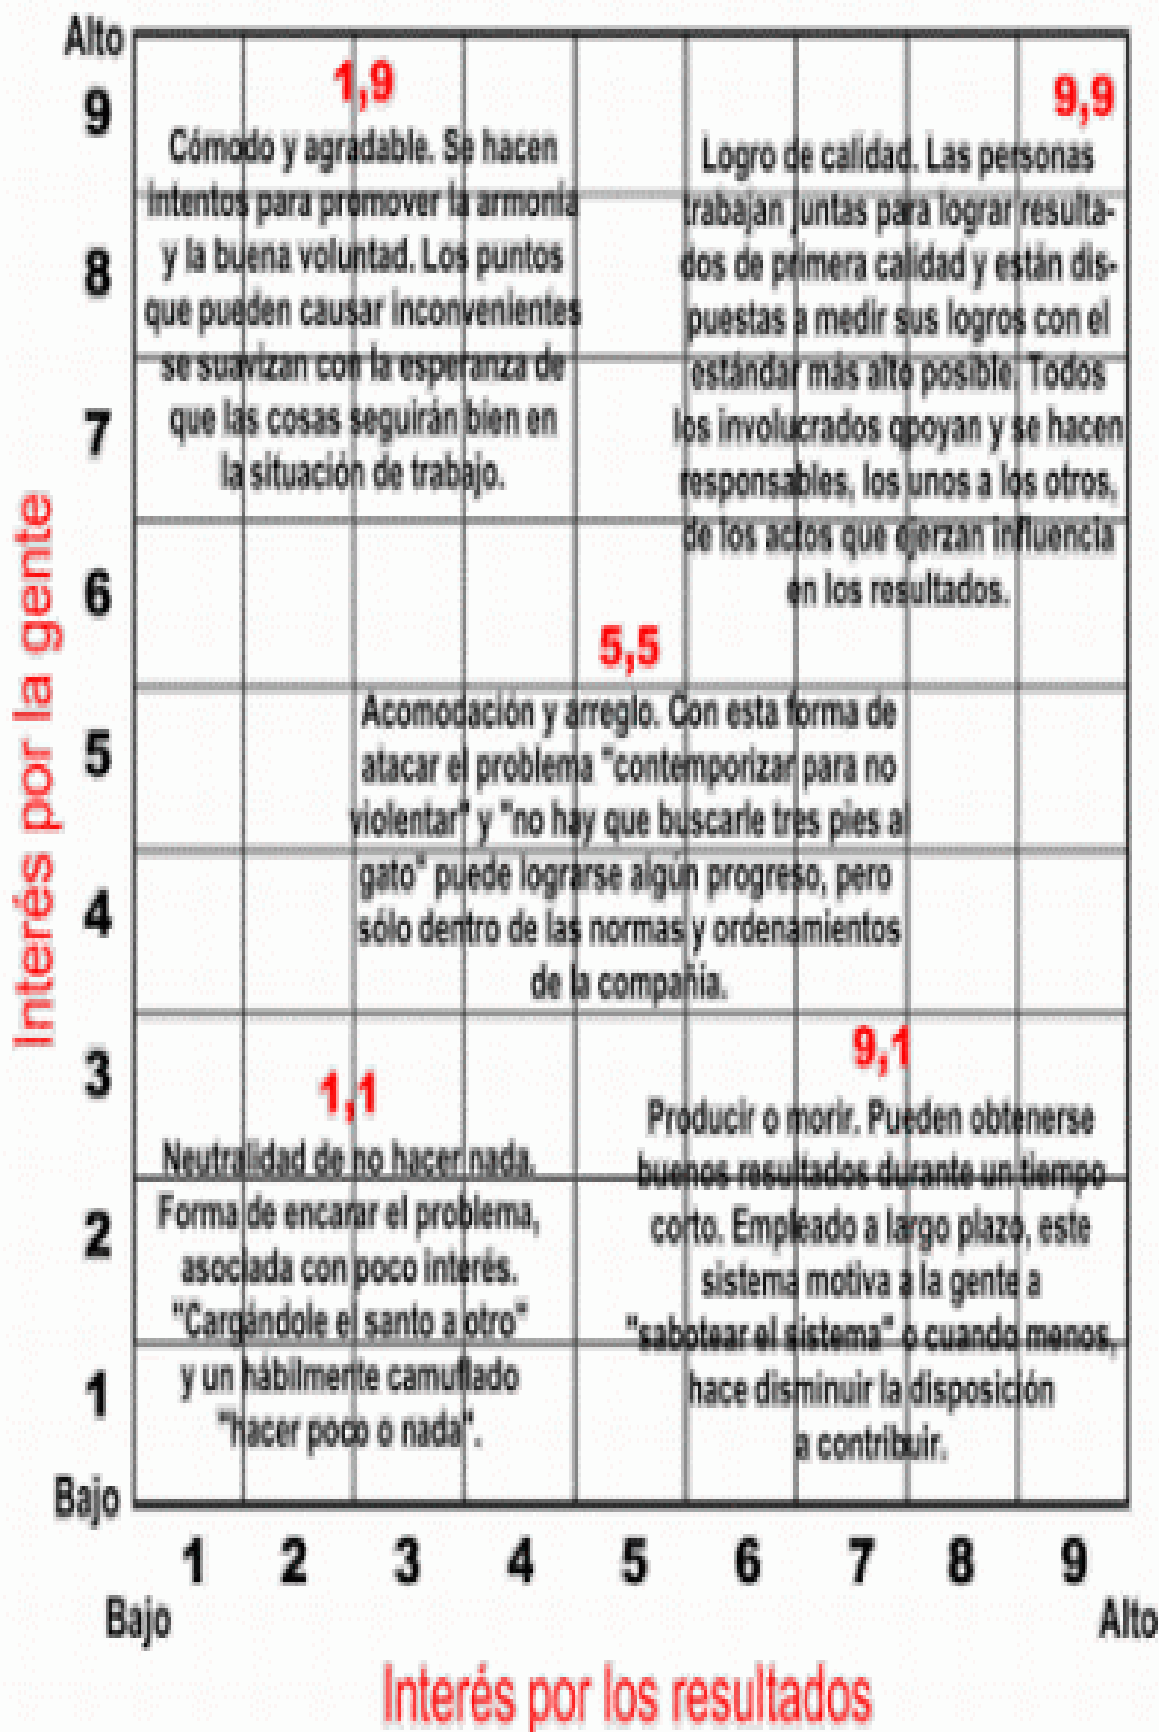 Alto
9
8
7
6
5
4
3
2
1
Bajo
Interés por la gente
1,9
Cómodo y agradable. Se hacen
intentos para promover la armonía
y la buena voluntad. Los puntos
que pueden causar inconvenientes
se suavizan con la esperanza de
que las cosas seguirán bien en
la situación de trabajo.
9,9
Logro de calidad. Las personas
trabajan juntas para lograr resulta-
dos de primera calidad y están dis-
puestas a medir sus logros con el
estándar más alto posible. Todos
los involucrados qpoyan y se hacen
responsables, los unos a los otros,
de los actos que ejerzan influencia
en los resultados.
5,5
Acomodación y arreglo. Con esta forma de
atacar el problema "contemporizar para no
violentar" y "no hay que buscarle tres pies al
gato" puede lograrse algún progreso, pero
sólo dentro de las normas y ordenamientos
de la compañia.
1,1
Neutralidad de no hacer nada.
Forma de encarar el problema,
asociada con poco interés.
"Cargándole el santo a otro"
y un hábilmente camuflado
"hacer poco o nada".
9,1
Producir o morir. Pueden obtenerse
buenos resultados durante un tiempo
corto. Empleado a largo plazo, este
sistema motiva a la gente a
"sabotear el sistema" o cuando menos,
hace disminuir la disposición
a contribuir.
1 2 3 4 5 6 7 8 9
Bajo Alto
Interés por los resultados